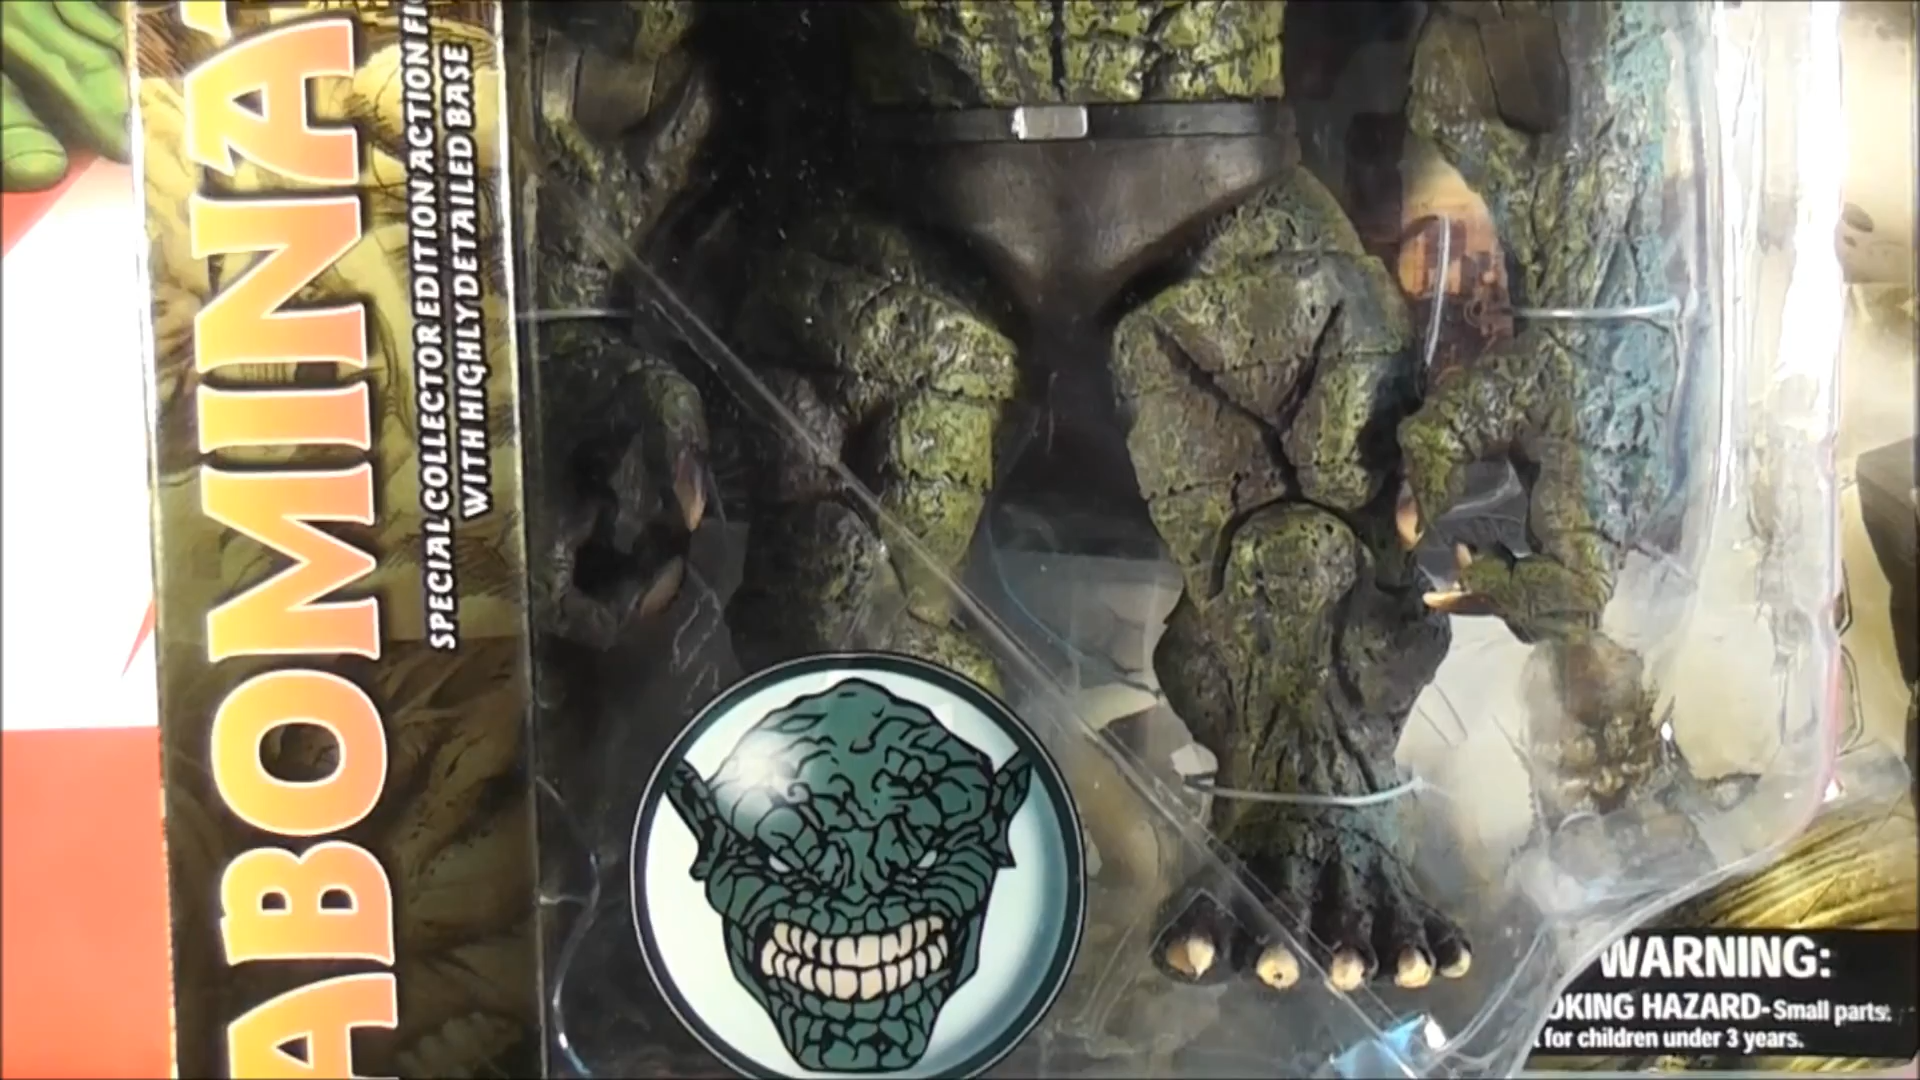 ABOMINA
SPECIAL COLLECTOR EDITION ACTION FI
WITH HIGHLY DETAILED BASE
WARNING:
OKING HAZARD-Small parts.
for children under 3 years.